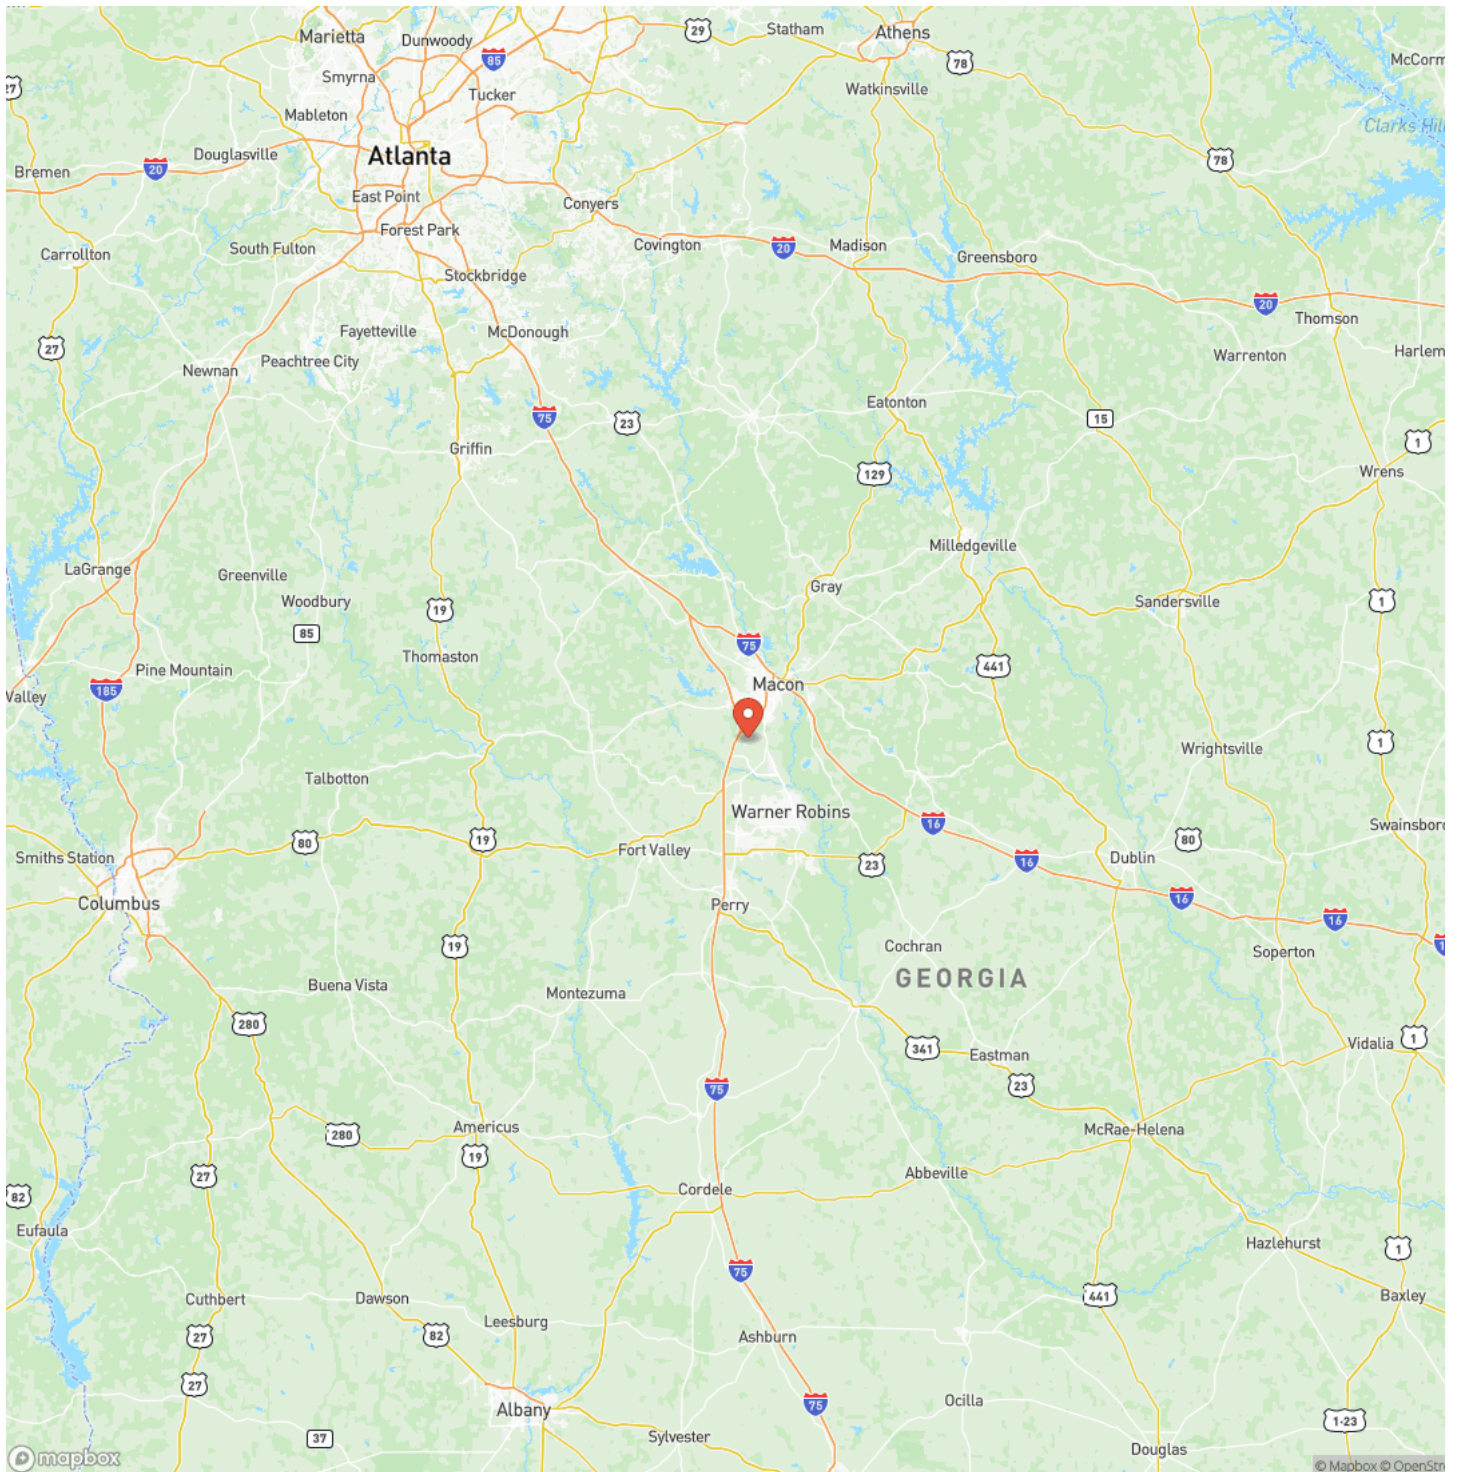 29
Statham
Athens
Marietta
Dunwoody
85
78
McCorm
Smyrna
27
Tucker
Watkinsville
Mableton
Clarks Hill
Atlanta
Douglasville
20
78
Bremen
East Point
Conyers
Forest Park
South Fulton
Covington
20
Madison
Carrollton
Greensboro
Stockbridge
20
Thomson
Fayetteville
McDonough
27
Peachtree City
Warrenton
Harlem
Newnan
Eatonton
75
23
15
1
Griffin
129
Wrens
Milledgeville
LaGrange
Greenville
Gray
Woodbury
19
Sandersville
1
85
75
Thomaston
Pine Mountain
441
185
Valley
Macon
Wrightsville
1
Talbotton
Warner Robins
16
Swainsboro
80
19
80
Smiths Station
Fort Valley
23
16
Dublin
Columbus
Perry
16
16
19
Cochran
Soperton
GEORGIA
Buena Vista
Montezuma
280
341
Eastman
Vidalia
1
75
23
Americus
280
McRae-Helena
19
27
Abbeville
82
Cordele
Eufaula
Hazlehurst
1
75
Cuthbert
Dawson
441
Baxley
Leesburg
27
82
Ashburn
27
75
Ocilla
Albany
1-23
37
Sylvester
Douglas
mapbox
© Mapbox © OpenStre